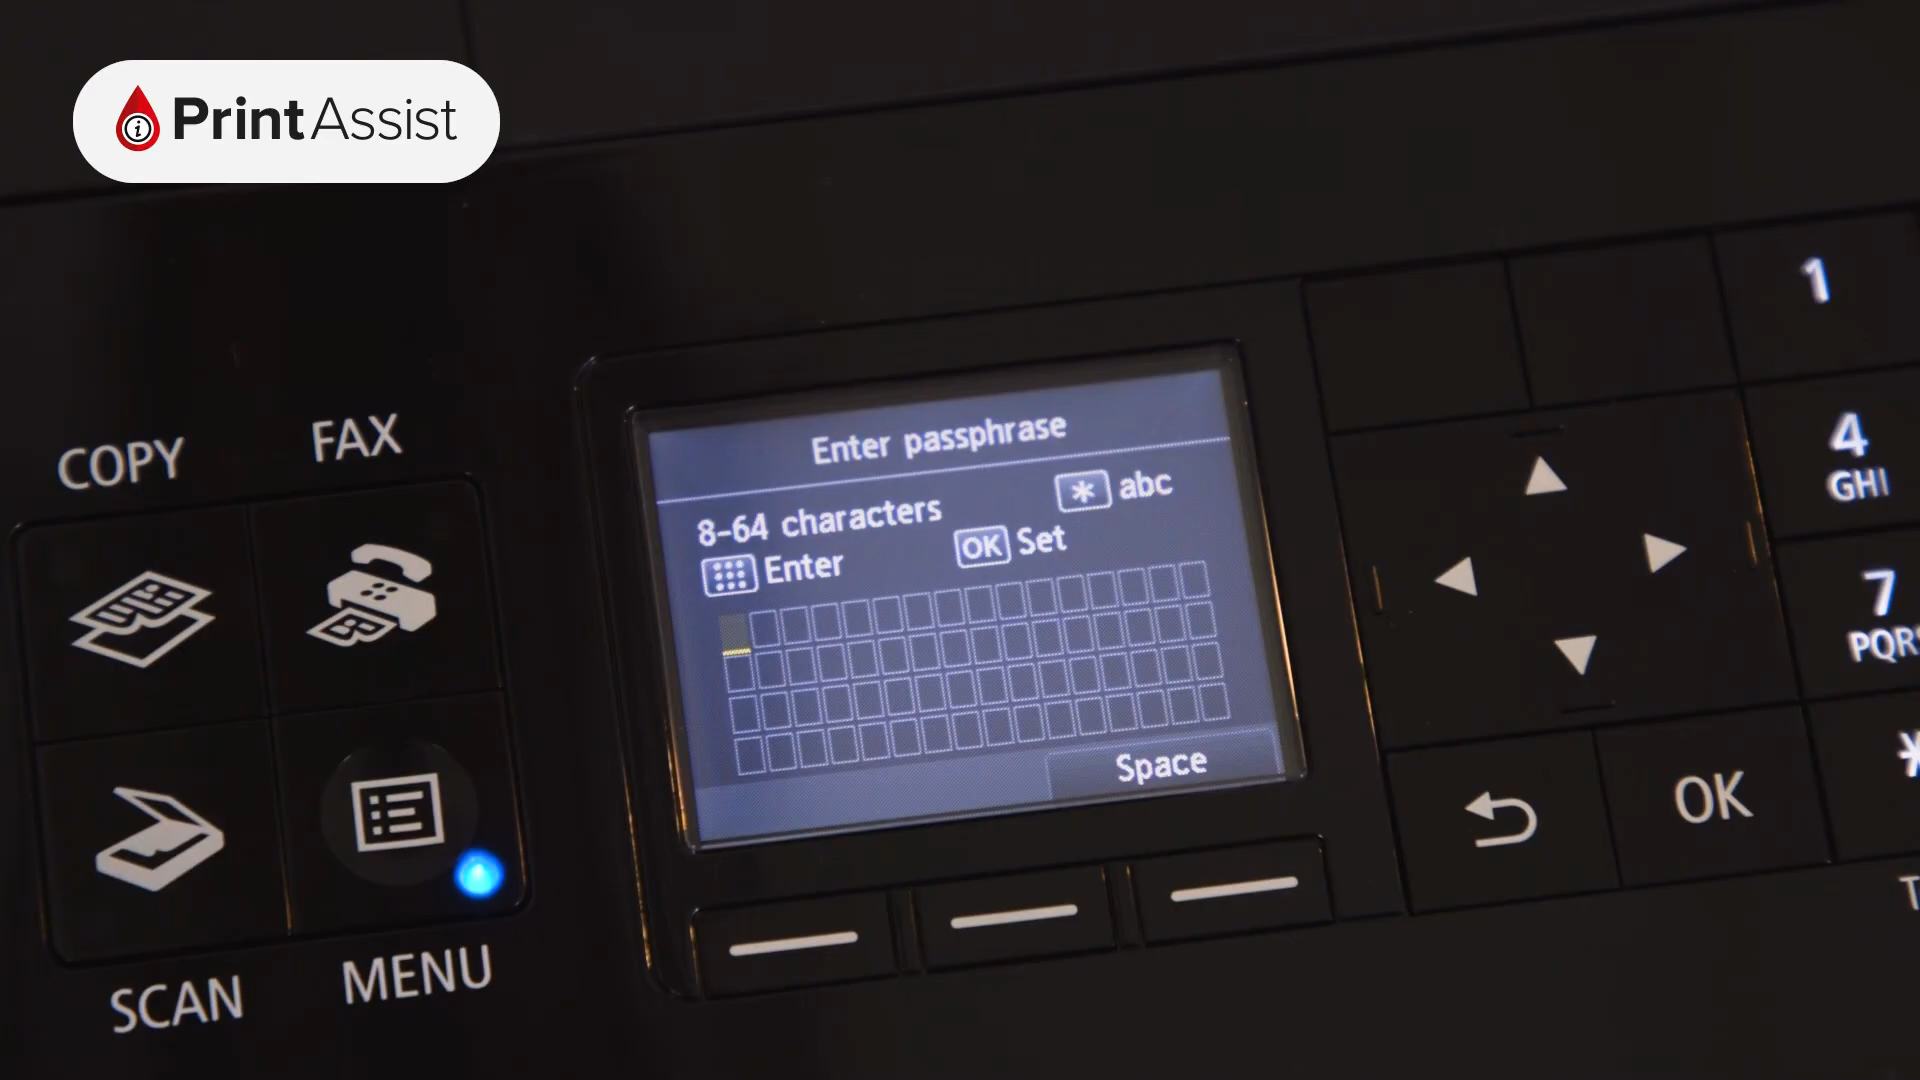 PrintAssist
1
COPY FAX
Enter passphrase
8-64 characters * abc
Enter OK Set
Space
4
GHI
7
PQR
*
OK
SCAN MENU